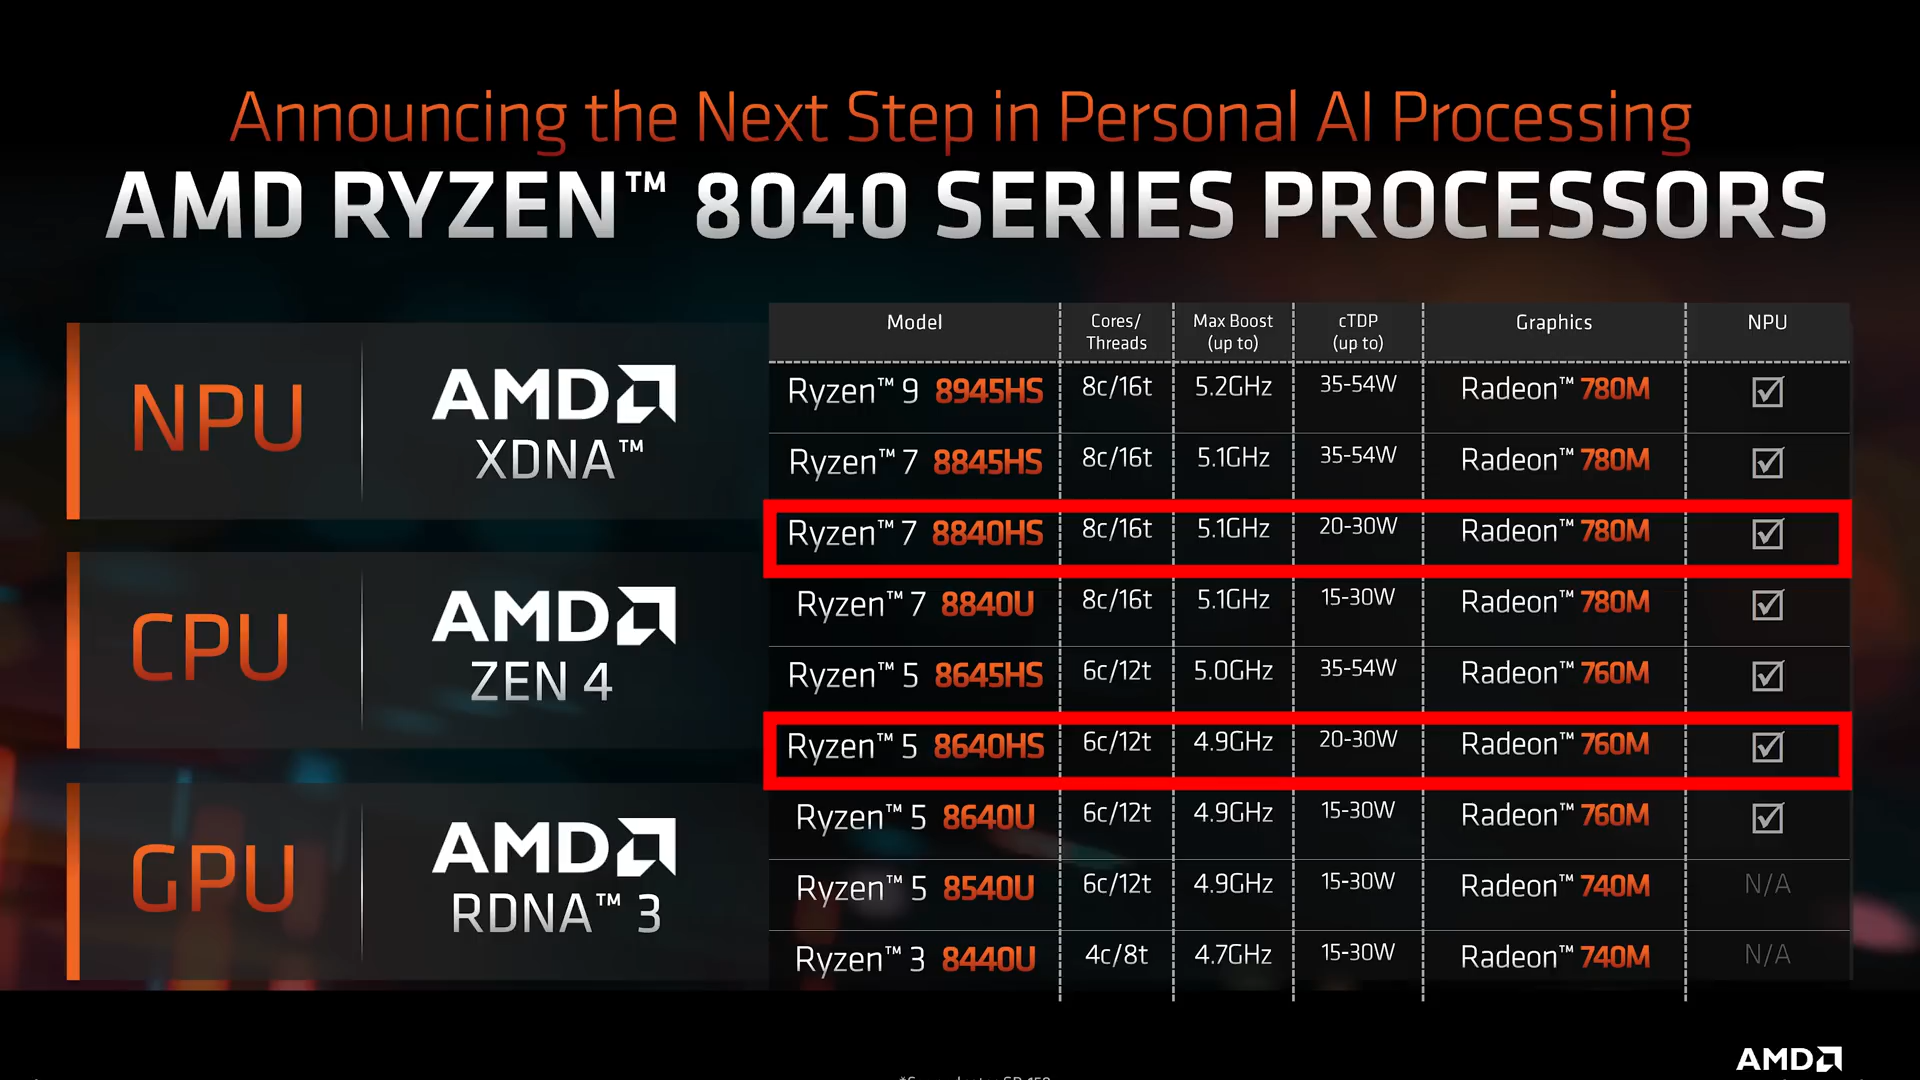 Announcing the Next Step in Personal AI Processing
AMD RYZEN™ 8040 SERIES PROCESSORS
NPU
AMD
XDNA™
CPU
AMD
ZEN 4
GPU
AMD
RDNA™ 3
Model Cores/Threads Max Boost (up to) cTDP (up to) Graphics NPU
Ryzen™ 9 8945HS 8c/16t 5.2GHz 35-54W Radeon™ 780M
Ryzen™ 7 8845HS 8c/16t 5.1GHz 35-54W Radeon™ 780M
Ryzen™ 7 8840HS 8c/16t 5.1GHz 20-30W Radeon™ 780M
Ryzen™ 7 8840U 8c/16t 5.1GHz 15-30W Radeon™ 780M
Ryzen™ 5 8645HS 6c/12t 5.0GHz 35-54W Radeon™ 760M
Ryzen™ 5 8640HS 6c/12t 4.9GHz 20-30W Radeon™ 760M
Ryzen™ 5 8640U 6c/12t 4.9GHz 15-30W Radeon™ 760M
Ryzen™ 5 8540U 6c/12t 4.9GHz 15-30W Radeon™ 740M N/A
Ryzen™ 3 8440U 4c/8t 4.7GHz 15-30W Radeon™ 740M N/A
AMD